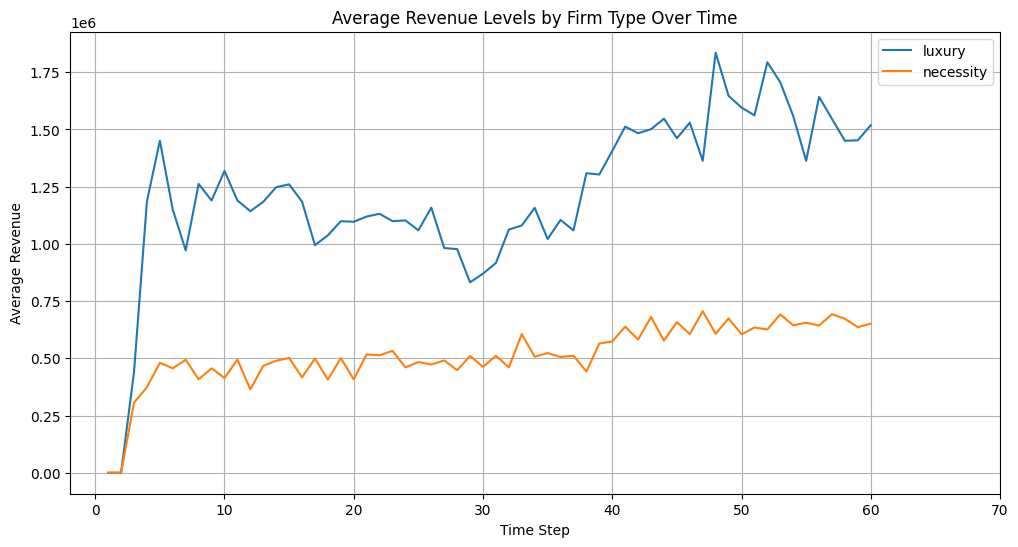 Average Revenue Levels by Firm Type Over Time
1e6
luxury
necessity
1.75
1.50
1.25
1.00
0.75
0.50
0.25
0.00
Average Revenue
0 10 20 30 40 50 60 70
Time Step